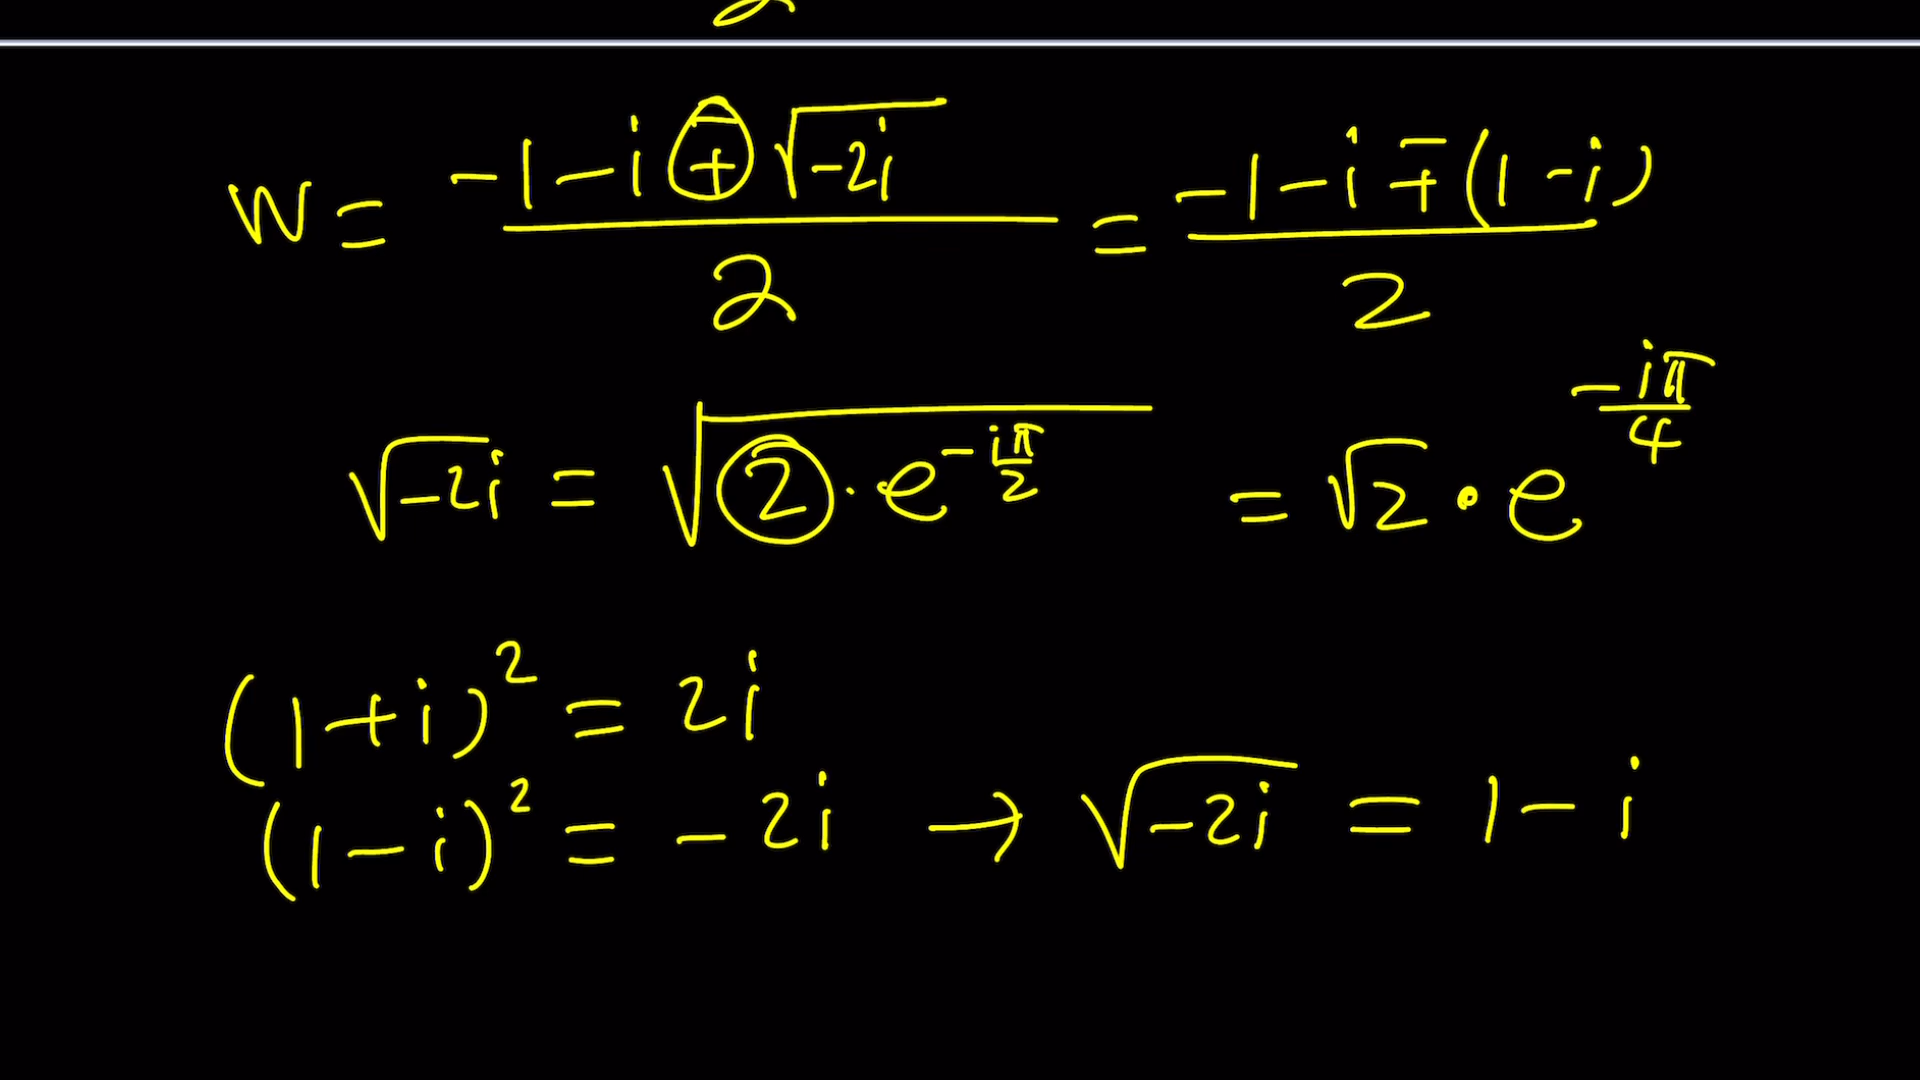 W = (-1 - i ∓ √(-2i)) / 2 = (-1 - i ∓ (1 - i)) / 2
√(-2i) = √(2 · e^(-iπ/2)) = √2 · e^(-iπ/4)
(1 + i)^2 = 2i
(1 - i)^2 = -2i → √(-2i) = 1 - i